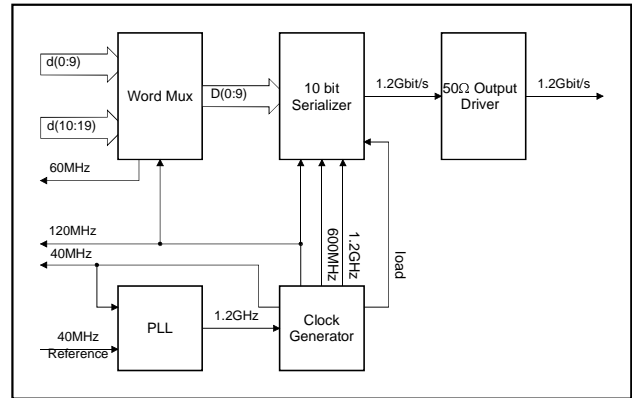 d(0:9)
d(10:19)
Word Mux
D(0:9)
10 bit
Serializer
1.2Gbit/s
50Ω Output
Driver
1.2Gbit/s
60MHz
120MHz
40MHz
600MHz
1.2GHz
load
PLL
1.2GHz
Clock
Generator
40MHz
Reference